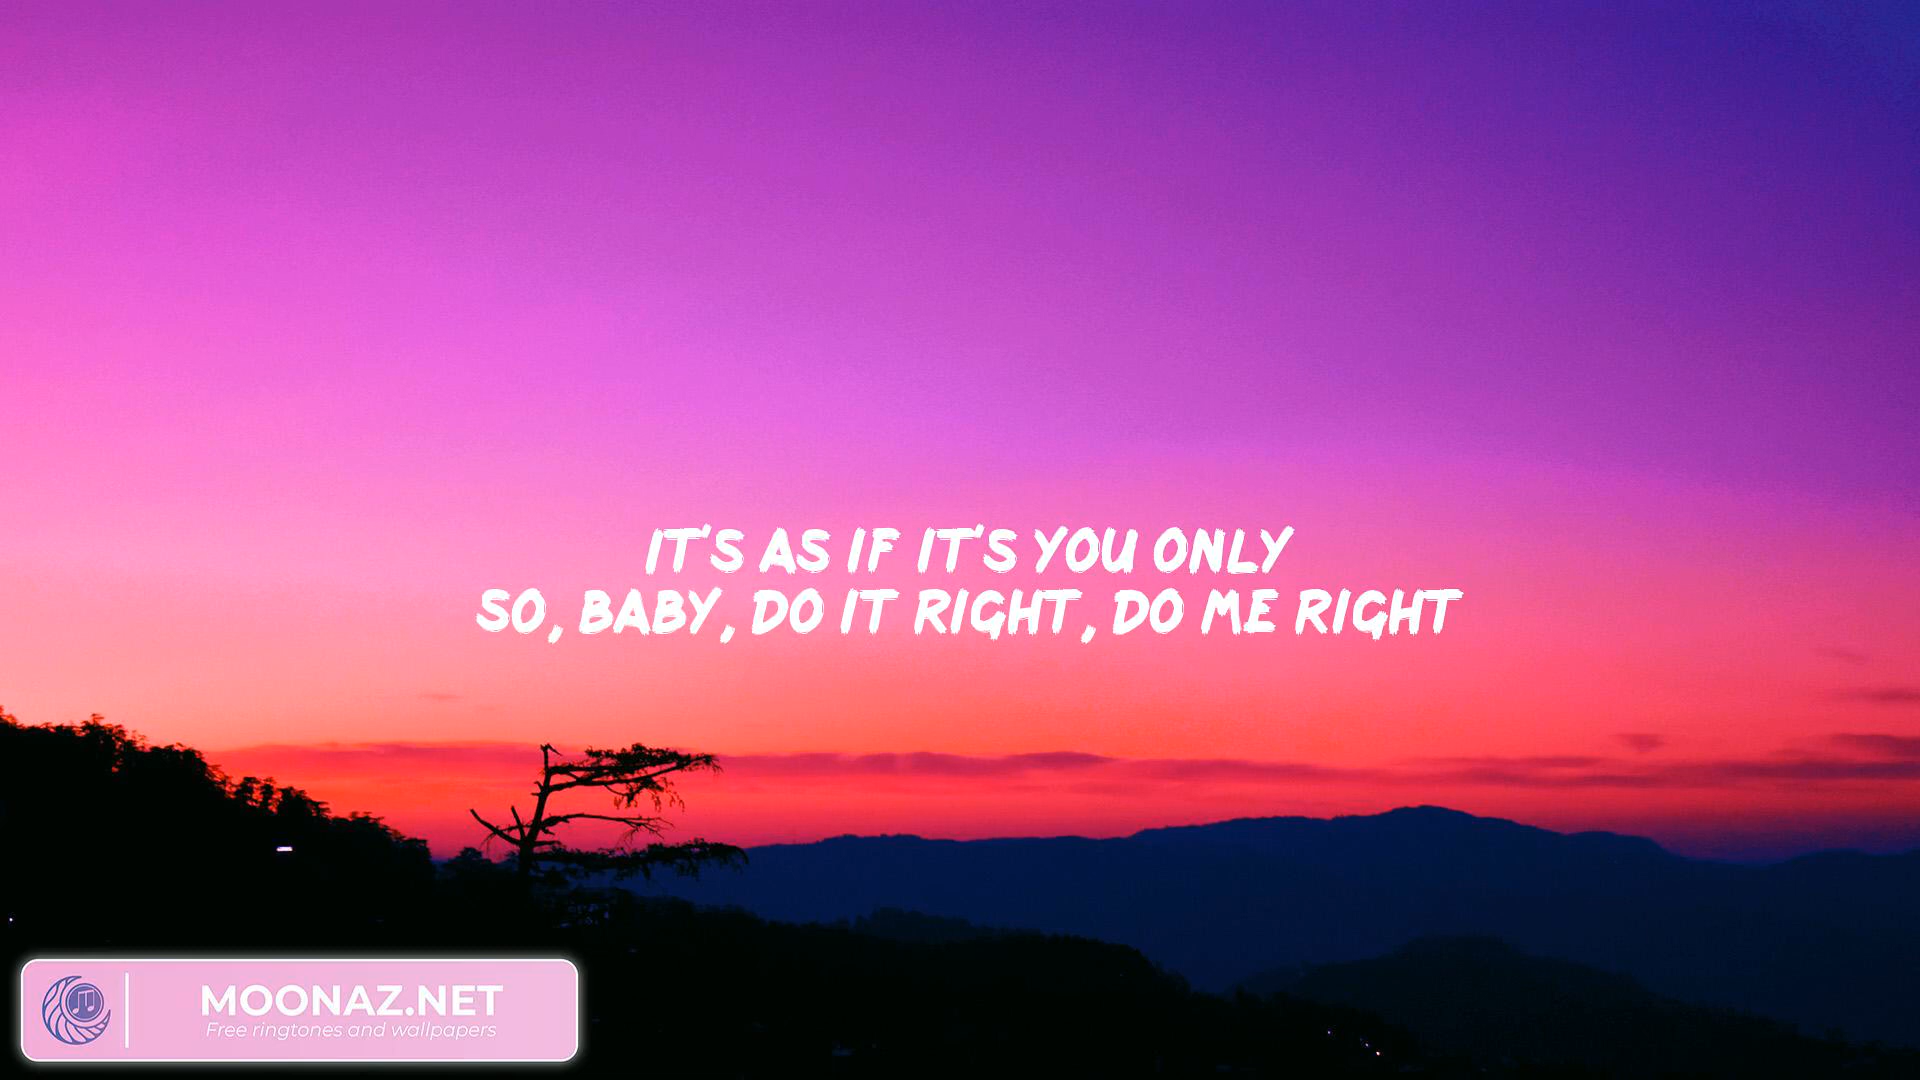 IT'S AS IF IT'S YOU ONLY
SO, BABY, DO IT RIGHT, DO ME RIGHT
MOONAZ.NET
Free ringtones and wallpapers